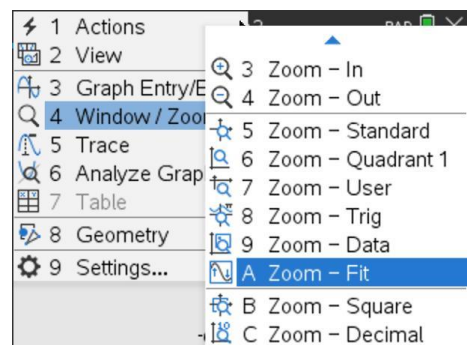 1 Actions
2 View
3 Graph Entry/E
4 Window / Zoo
5 Trace
6 Analyze Grap
7 Table
8 Geometry
9 Settings...
RAD
3 Zoom – In
4 Zoom – Out
5 Zoom – Standard
6 Zoom – Quadrant 1
7 Zoom – User
8 Zoom – Trig
9 Zoom – Data
A Zoom – Fit
B Zoom – Square
C Zoom – Decimal